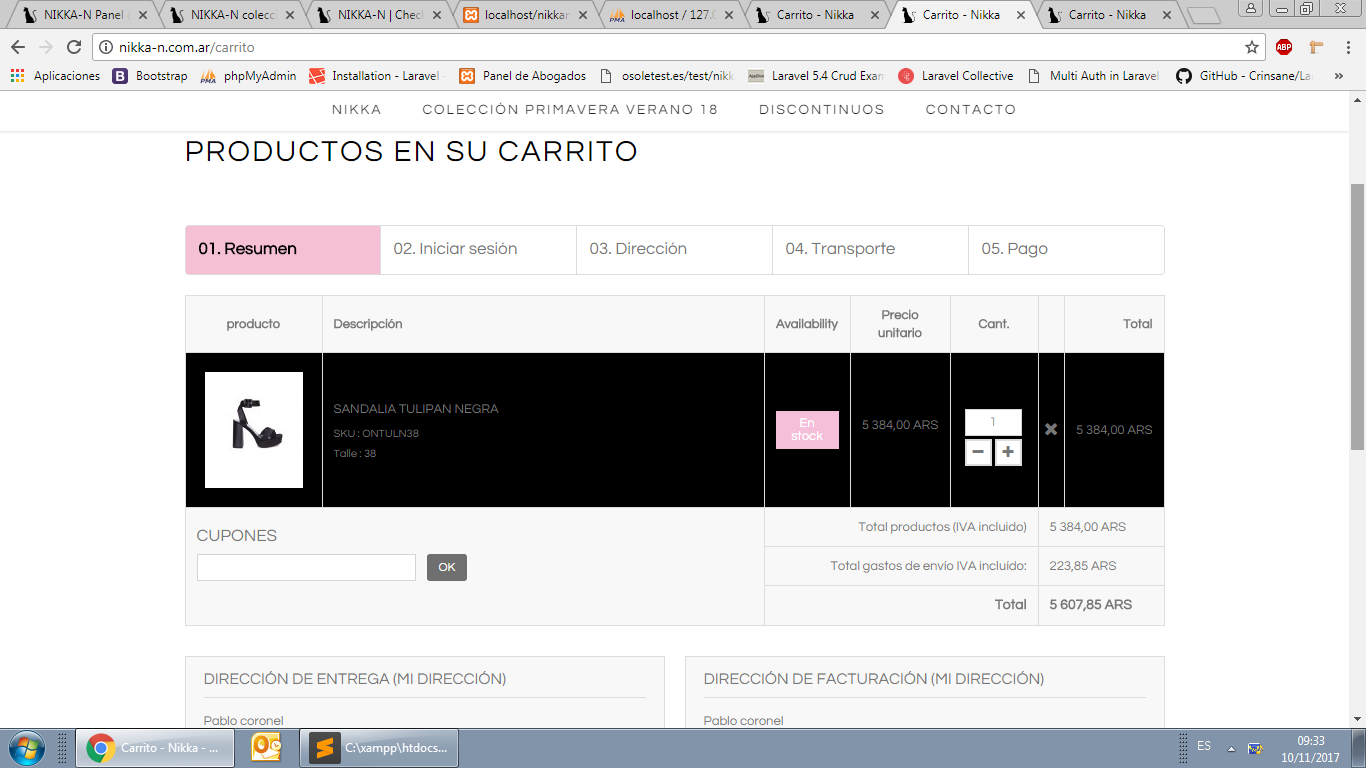 NIKKA-N Panel
NIKKA-N colecc
NIKKA-N | Check
localhost/nikkan
localhost / 127.0
Carrito - Nikka
Carrito - Nikka
Carrito - Nikka
nikka-n.com.ar/carrito
ABP
Aplicaciones
Bootstrap
phpMyAdmin
Installation - Laravel
Panel de Abogados
osoletest.es/test/nikk
Laravel 5.4 Crud Exam
Laravel Collective
Multi Auth in Laravel
GitHub - Crinsane/La
NIKKA
COLECCIÓN PRIMAVERA VERANO 18
DISCONTINUOS
CONTACTO
PRODUCTOS EN SU CARRITO
01. Resumen
02. Iniciar sesión
03. Dirección
04. Transporte
05. Pago
producto
Descripción
Availability
Precio
unitario
Cant.
Total
SANDALIA TULIPAN NEGRA
SKU : ONTULN38
Talle : 38
En
stock
5 384,00 ARS
1
5 384,00 ARS
CUPONES
OK
Total productos (IVA incluido)
5 384,00 ARS
Total gastos de envío IVA incluído:
223,85 ARS
Total
5 607,85 ARS
DIRECCIÓN DE ENTREGA (MI DIRECCIÓN)
Pablo coronel
DIRECCIÓN DE FACTURACIÓN (MI DIRECCIÓN)
Pablo coronel
Carrito - Nikka - ...
C:\xampp\htdocs...
ES
09:33
10/11/2017